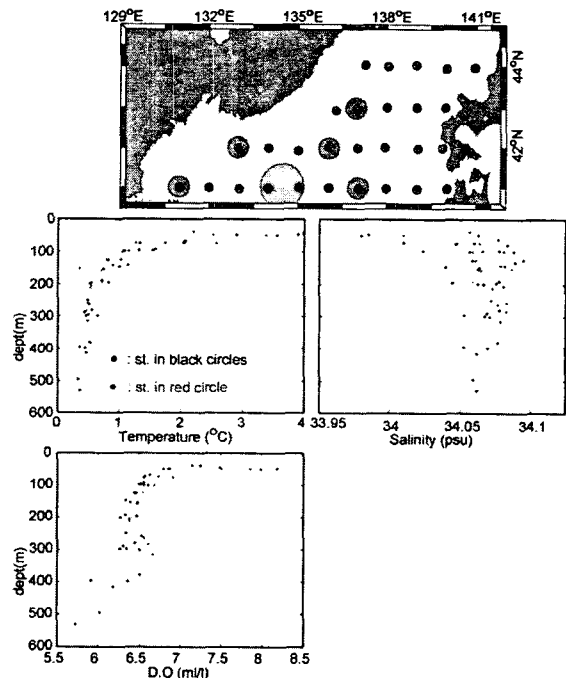 129°E 132°E 135°E 138°E 141°E
44°N
42°N
0
100
200
300
400
500
600
dept(m)
0 1 2 3 4
Temperature (°C)
● : st. in black circles
● : st. in red circle
33.95 34 34.05 34.1
Salinity (psu)
0
100
200
300
400
500
600
dept(m)
5.5 6 6.5 7 7.5 8 8.5
D.O (ml/l)